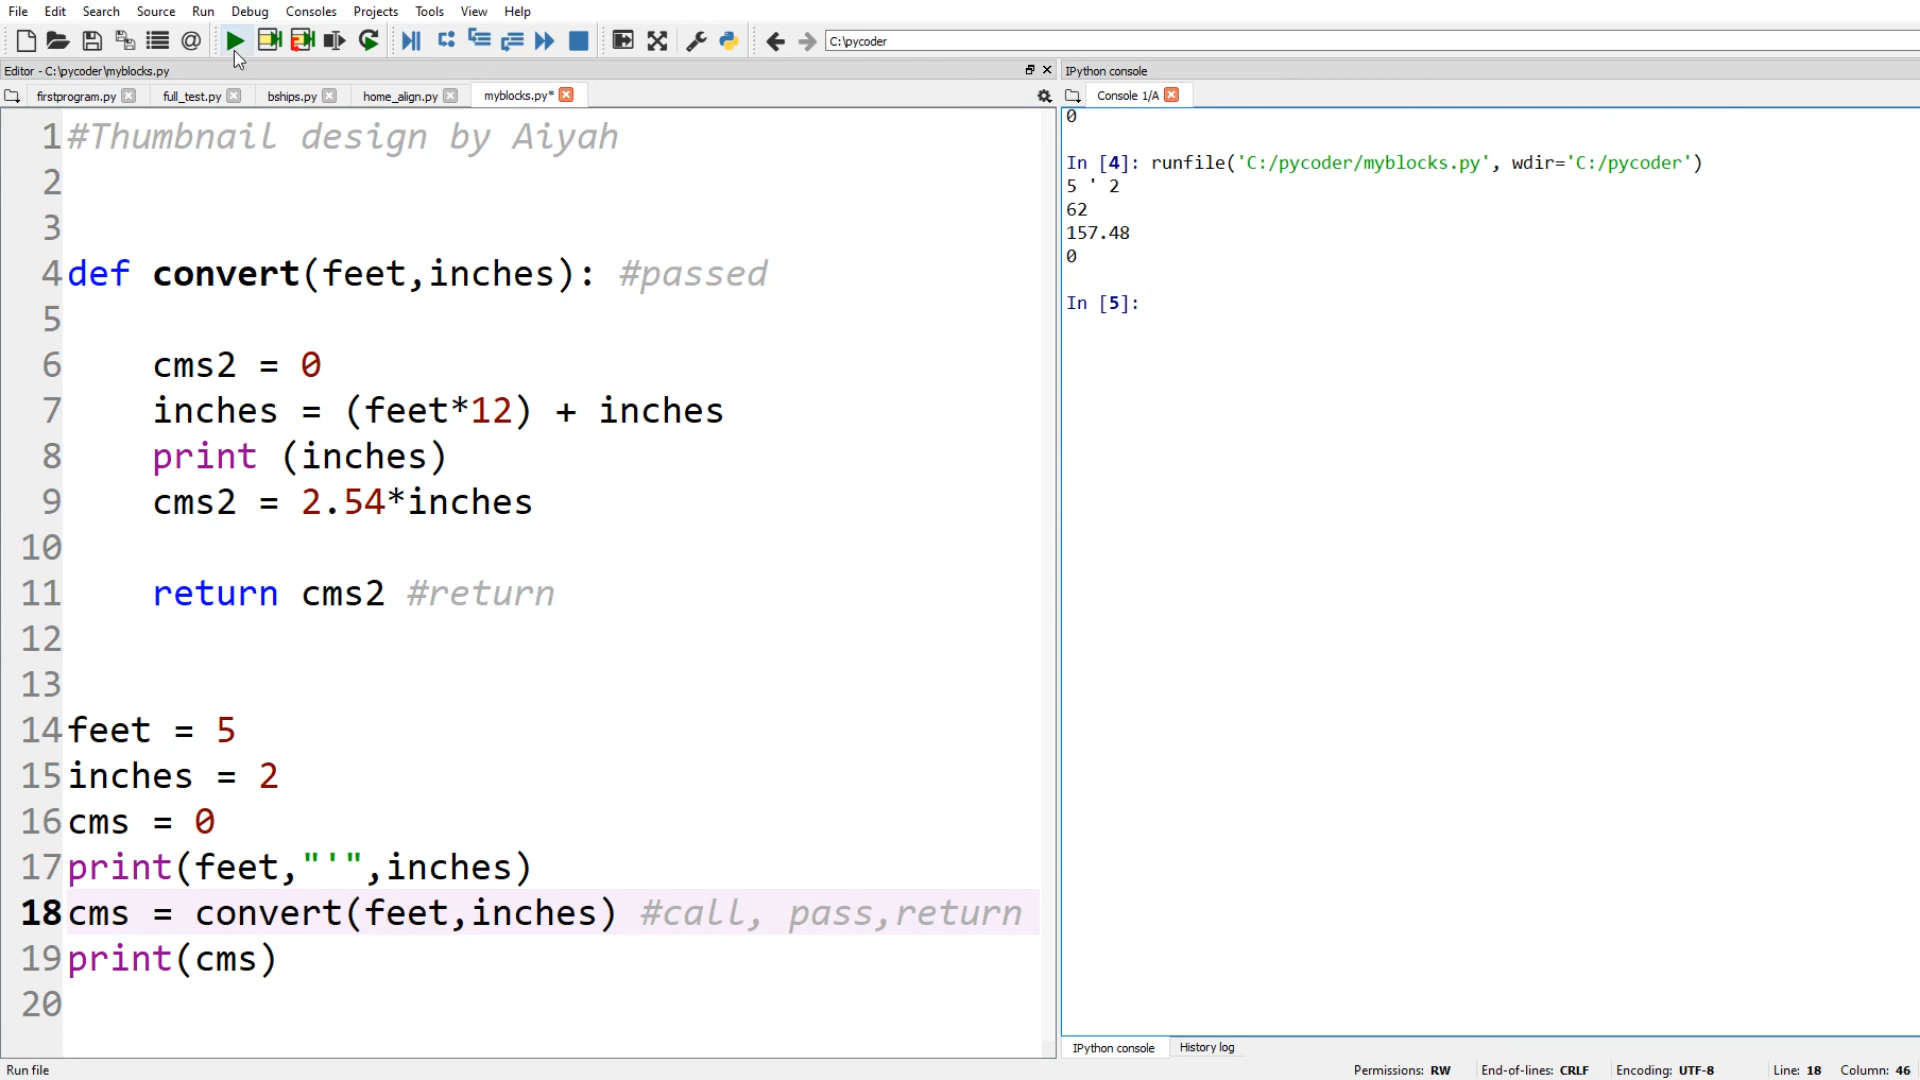 File Edit Search Source Run Debug Consoles Projects Tools View Help
C:\pycoder
Editor - C:\pycoder\myblocks.py
firstprogram.py full_test.py bships.py home_align.py myblocks.py*
1 #Thumbnail design by Aiyah
2
3
4 def convert(feet,inches): #passed
5
6 cms2 = 0
7 inches = (feet*12) + inches
8 print (inches)
9 cms2 = 2.54*inches
10
11 return cms2 #return
12
13
14 feet = 5
15 inches = 2
16 cms = 0
17 print(feet,"'",inches)
18 cms = convert(feet,inches) #call, pass,return
19 print(cms)
20
IPython console
Console 1/A
0
In [4]: runfile('C:/pycoder/myblocks.py', wdir='C:/pycoder')
5 ' 2
62
157.48
0
In [5]:
IPython console History log
Run file Permissions: RW End-of-lines: CRLF Encoding: UTF-8 Line: 18 Column: 46